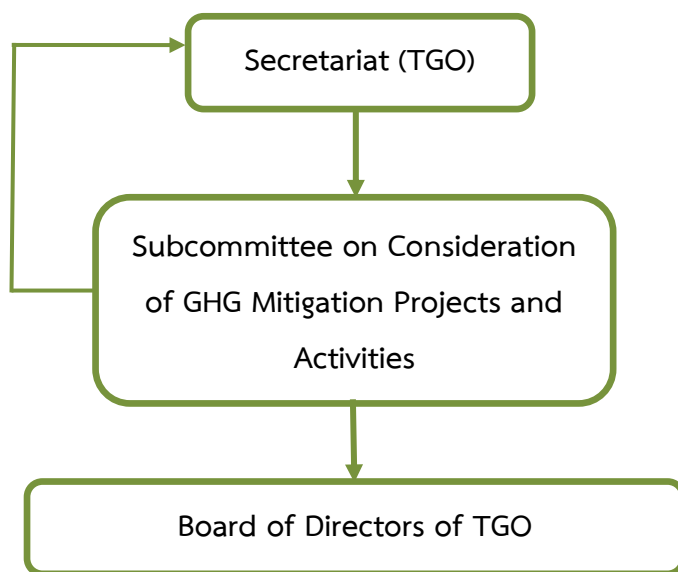 Secretariat (TGO)
Subcommittee on Consideration
of GHG Mitigation Projects and
Activities
Board of Directors of TGO